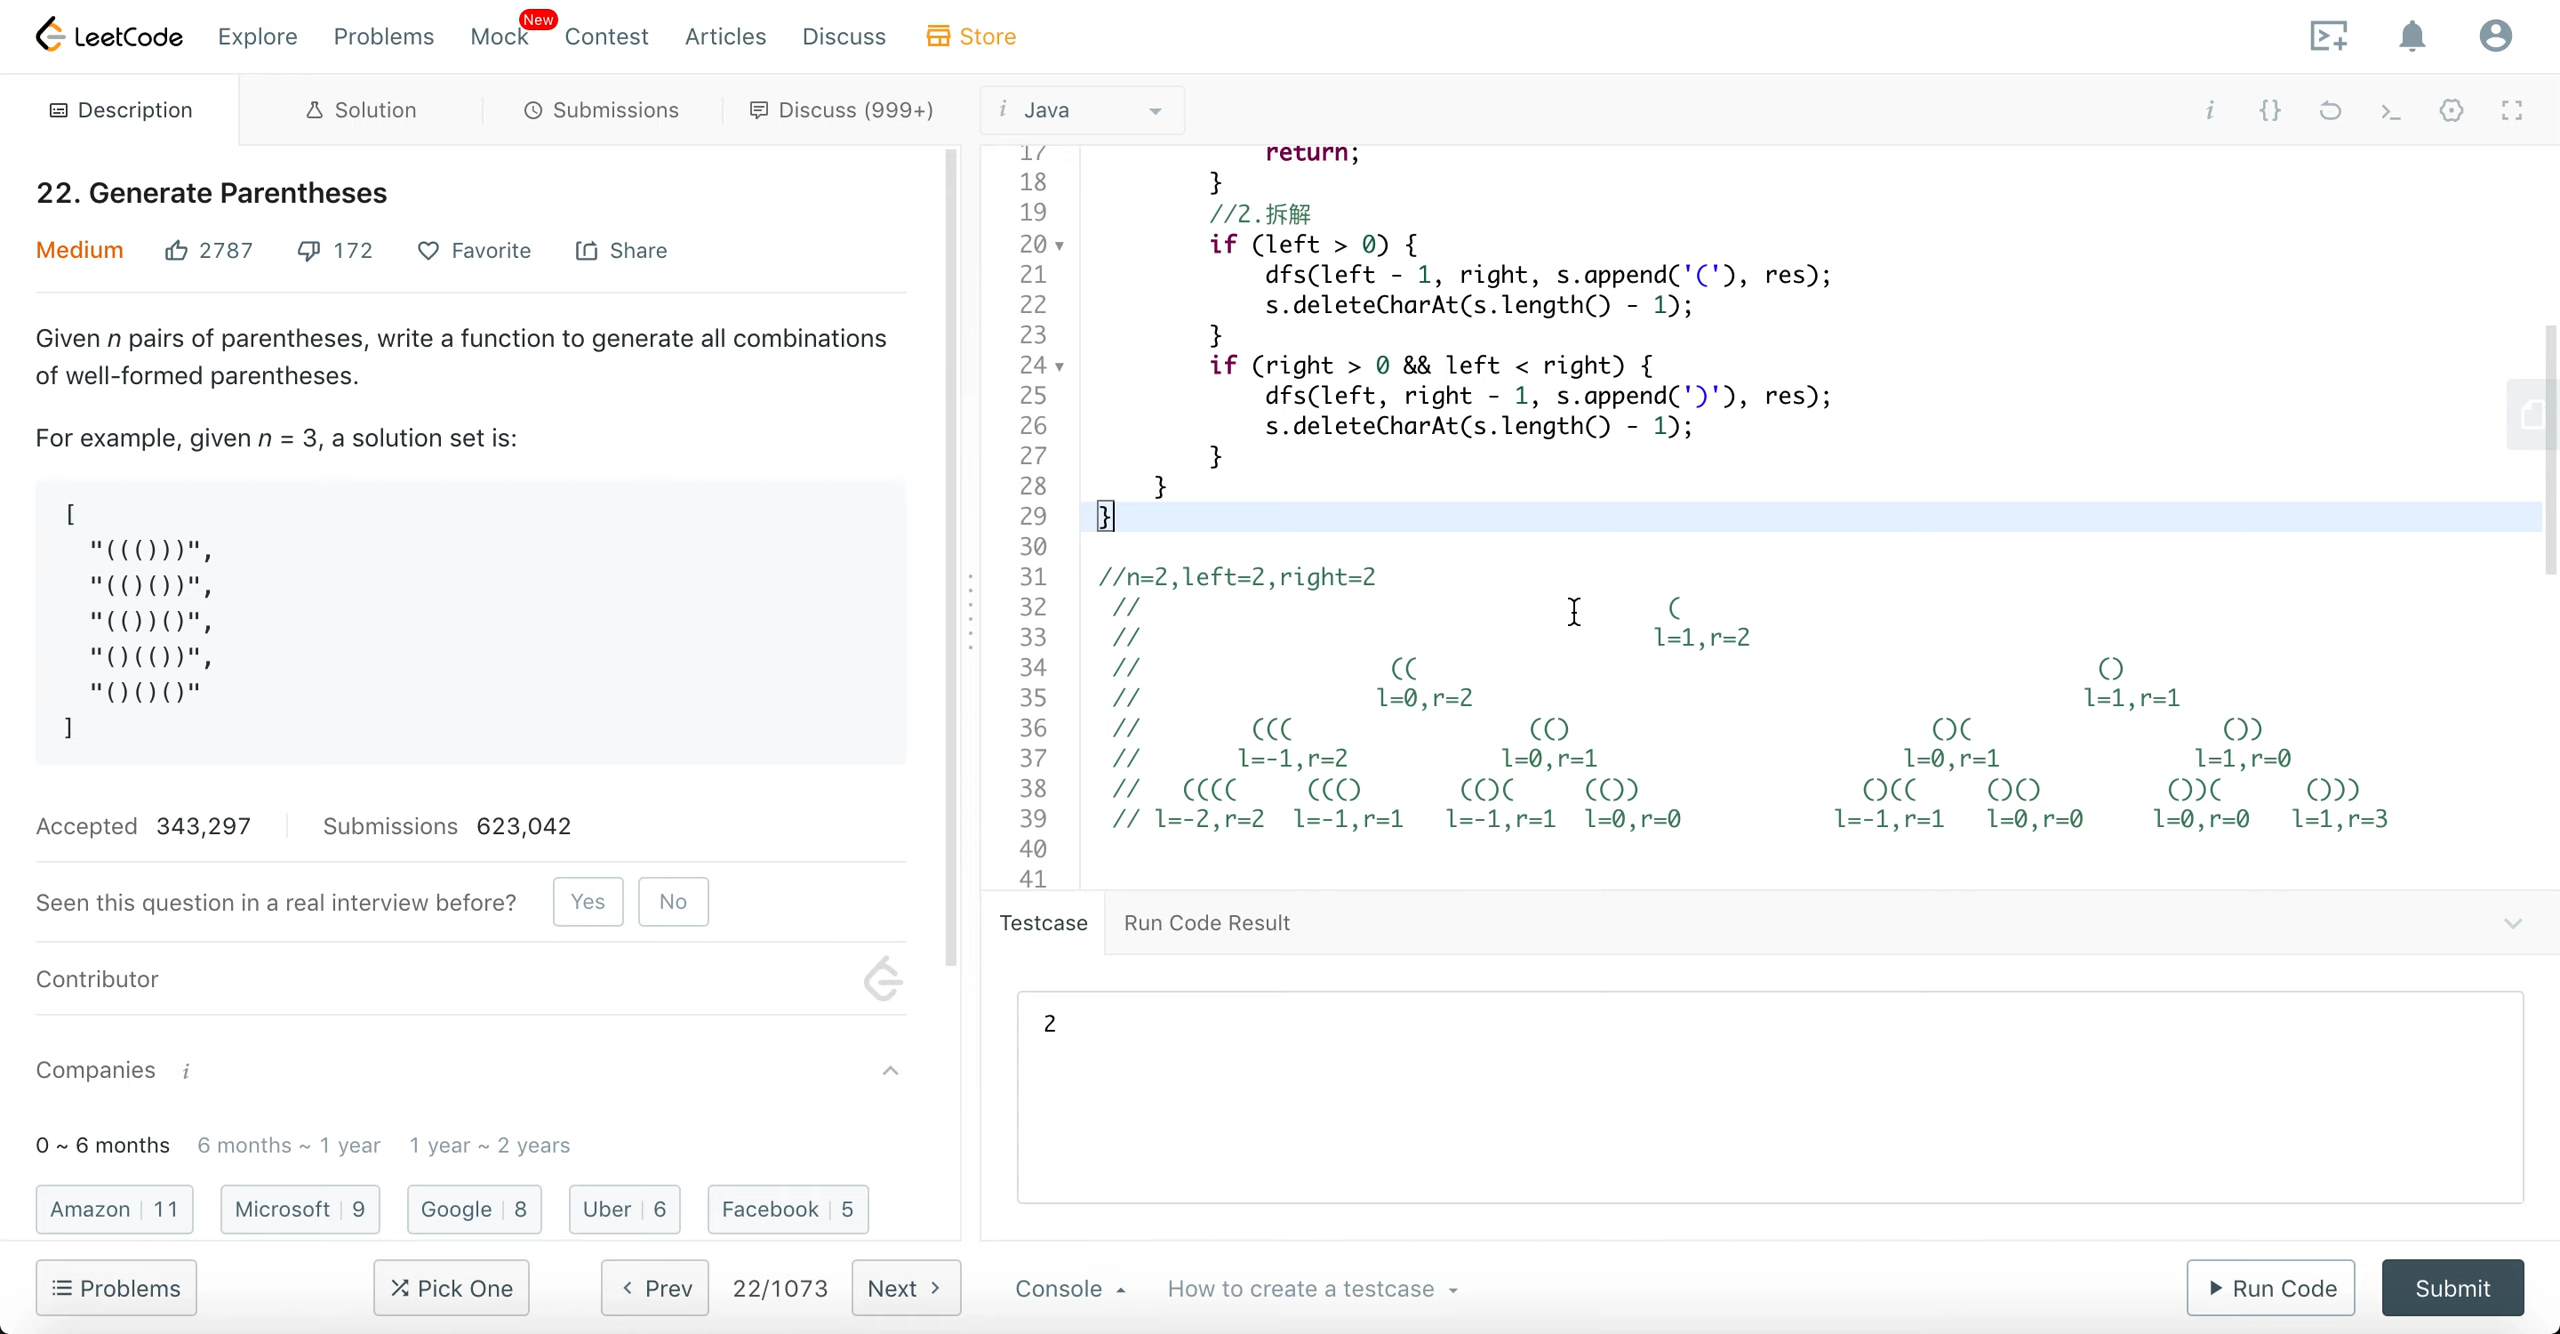 LeetCode Explore Problems Mock New Contest Articles Discuss Store
Description Solution Submissions Discuss (999+)
22. Generate Parentheses
Medium 2787 172 Favorite Share
Given n pairs of parentheses, write a function to generate all combinations
of well-formed parentheses.
For example, given n = 3, a solution set is:
[
"((()))",
"(()())",
"(())()",
"()(())",
"()()()"
]
Accepted 343,297 Submissions 623,042
Seen this question in a real interview before? Yes No
Contributor
Companies i
0 ~ 6 months 6 months ~ 1 year 1 year ~ 2 years
Amazon 11 Microsoft 9 Google 8 Uber 6 Facebook 5
Problems Pick One Prev 22/1073 Next
i Java i {}
17 return;
18 }
19 //2.拆解
20 if (left > 0) {
21 dfs(left - 1, right, s.append('('), res);
22 s.deleteCharAt(s.length() - 1);
23 }
24 if (right > 0 && left < right) {
25 dfs(left, right - 1, s.append(')'), res);
26 s.deleteCharAt(s.length() - 1);
27 }
28 }
29 }
30
31 //n=2,left=2,right=2
32 // (
33 // l=1,r=2
34 // (( ()
35 // l=0,r=2 l=1,r=1
36 // ((( (() ()( ())
37 // l=-1,r=2 l=0,r=1 l=0,r=1 l=1,r=0
38 // (((( ((() (()( (()) ()(( ()() ())( ()))
39 // l=-2,r=2 l=-1,r=1 l=-1,r=1 l=0,r=0 l=-1,r=1 l=0,r=0 l=0,r=0 l=1,r=3
40
41
Testcase Run Code Result
2
Console How to create a testcase Run Code Submit